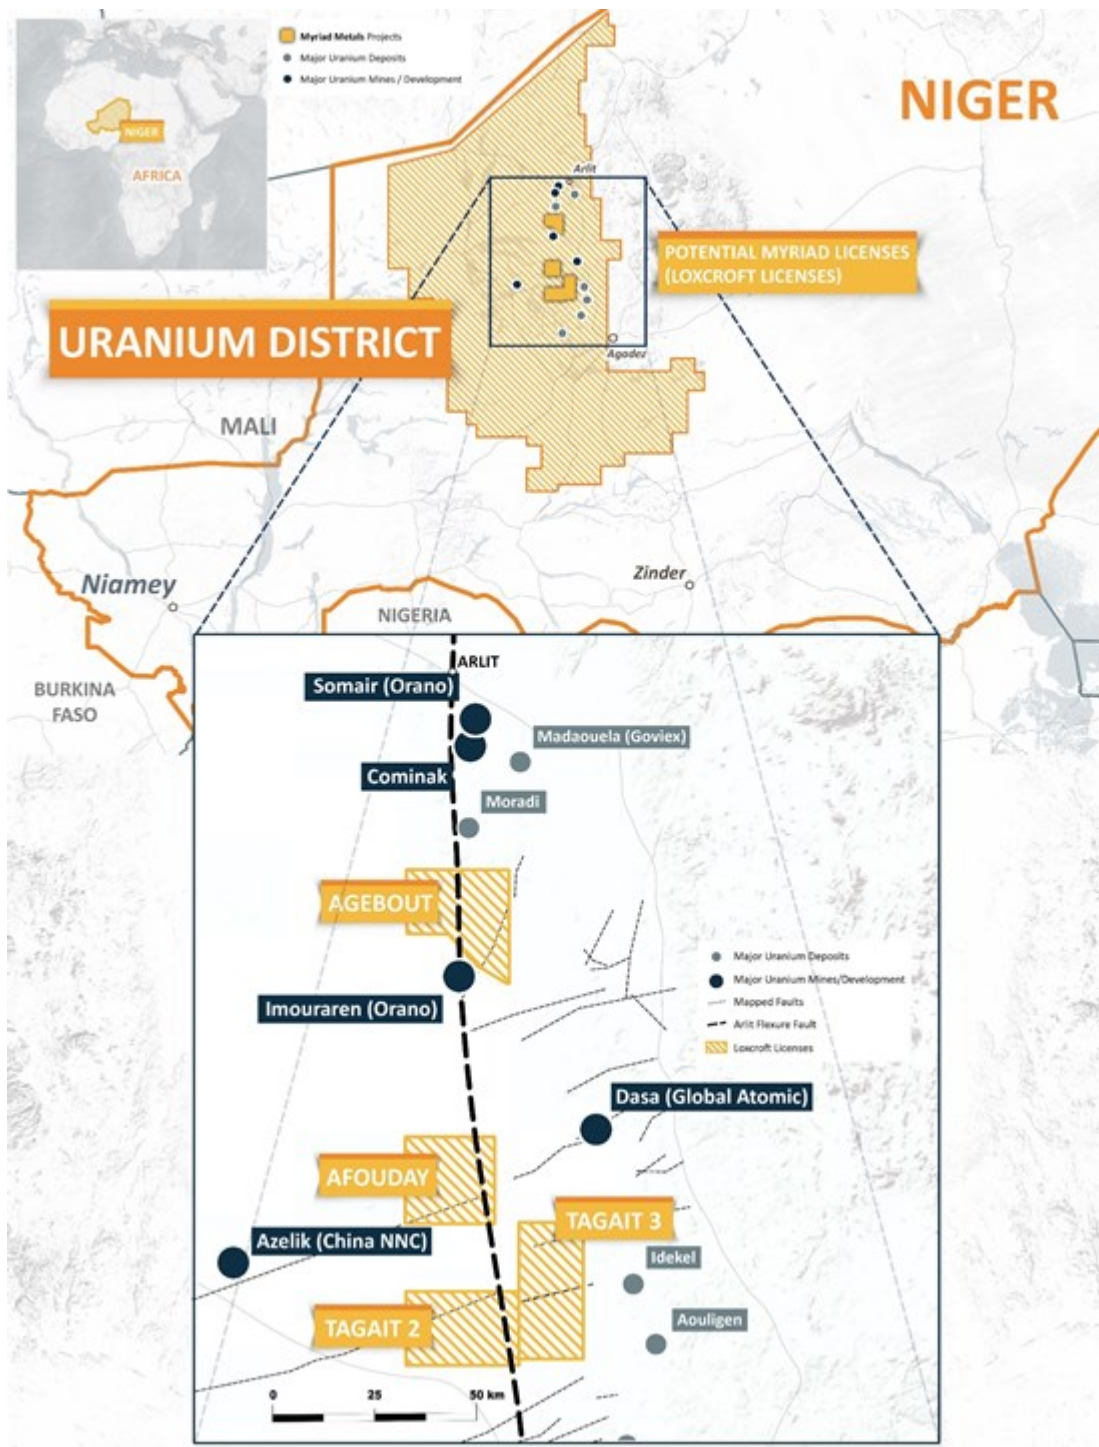 Myriad Metals Projects
Major Uranium Deposits
Major Uranium Mines / Development
NIGER
NIGER
AFRICA
Arlit
POTENTIAL MYRIAD LICENSES
(LOXCROFT LICENSES)
URANIUM DISTRICT
Agadez
MALI
Niamey
Zinder
NIGERIA
BURKINA
FASO
ARLIT
Somair (Orano)
Madaouela (Goviex)
Cominak
Moradi
AGEBOUT
Major Uranium Deposits
Major Uranium Mines/Development
Mapped Faults
Arlit Flexure Fault
Loxcroft Licenses
Imouraren (Orano)
Dasa (Global Atomic)
AFOUDAY
TAGAIT 3
Azelik (China NNC)
Idekel
TAGAIT 2
Aouligen
0 25 50 km